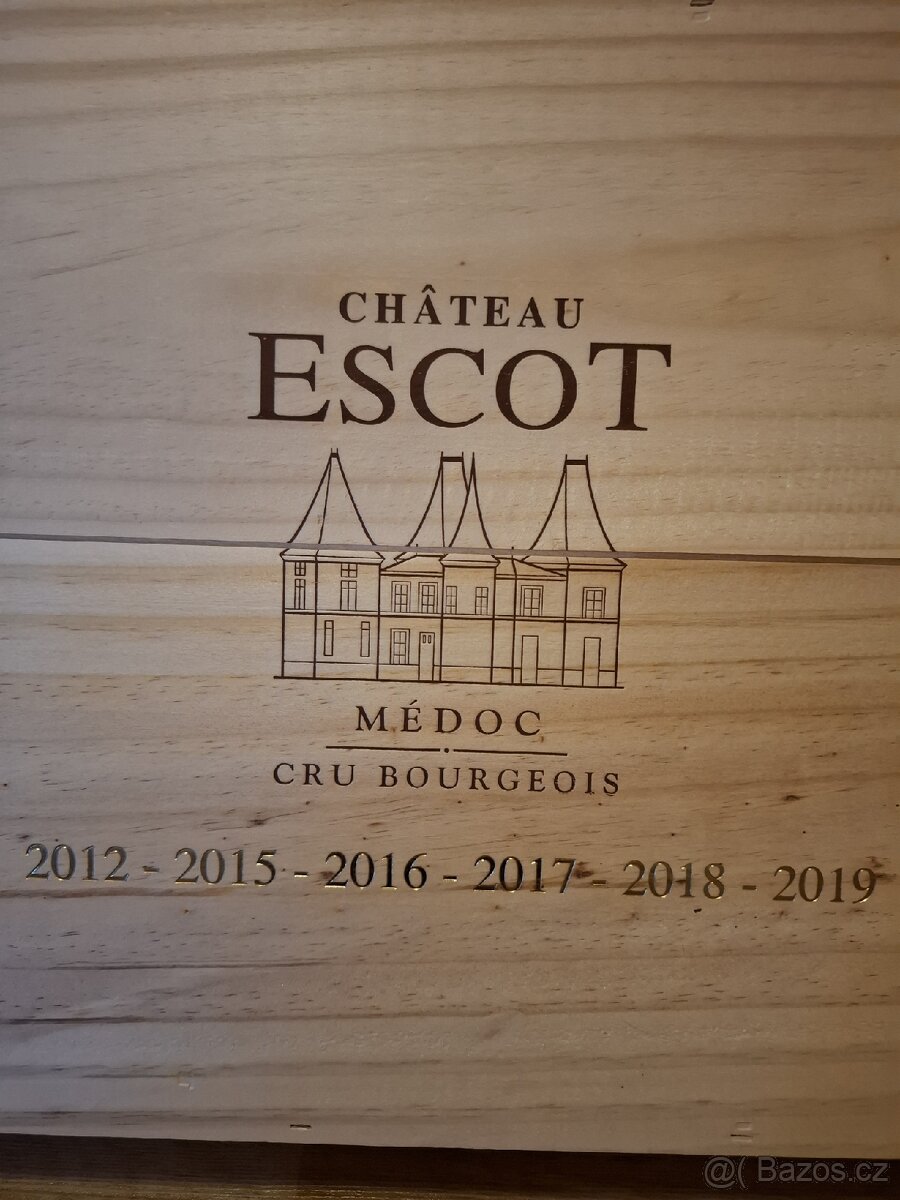 CHÂTEAU
ESCOT
MÉDOC
CRU BOURGEOIS
2012 - 2015 - 2016 - 2017 - 2018 - 2019
@( Bazos.cz